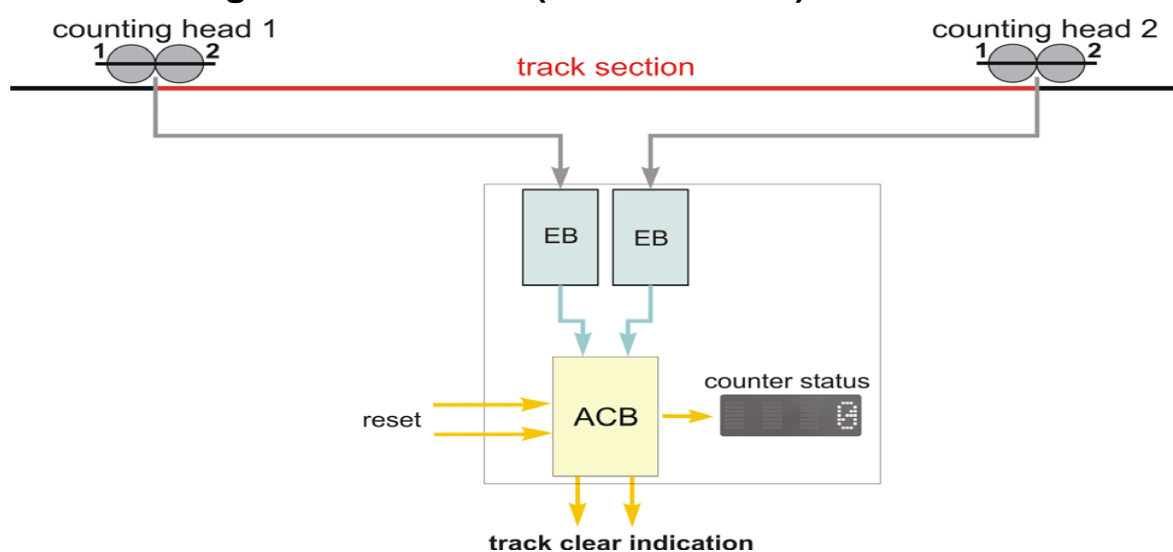 counting head 1
counting head 2
1 2
1 2
track section
EB
EB
counter status
reset
ACB
0
track clear indication